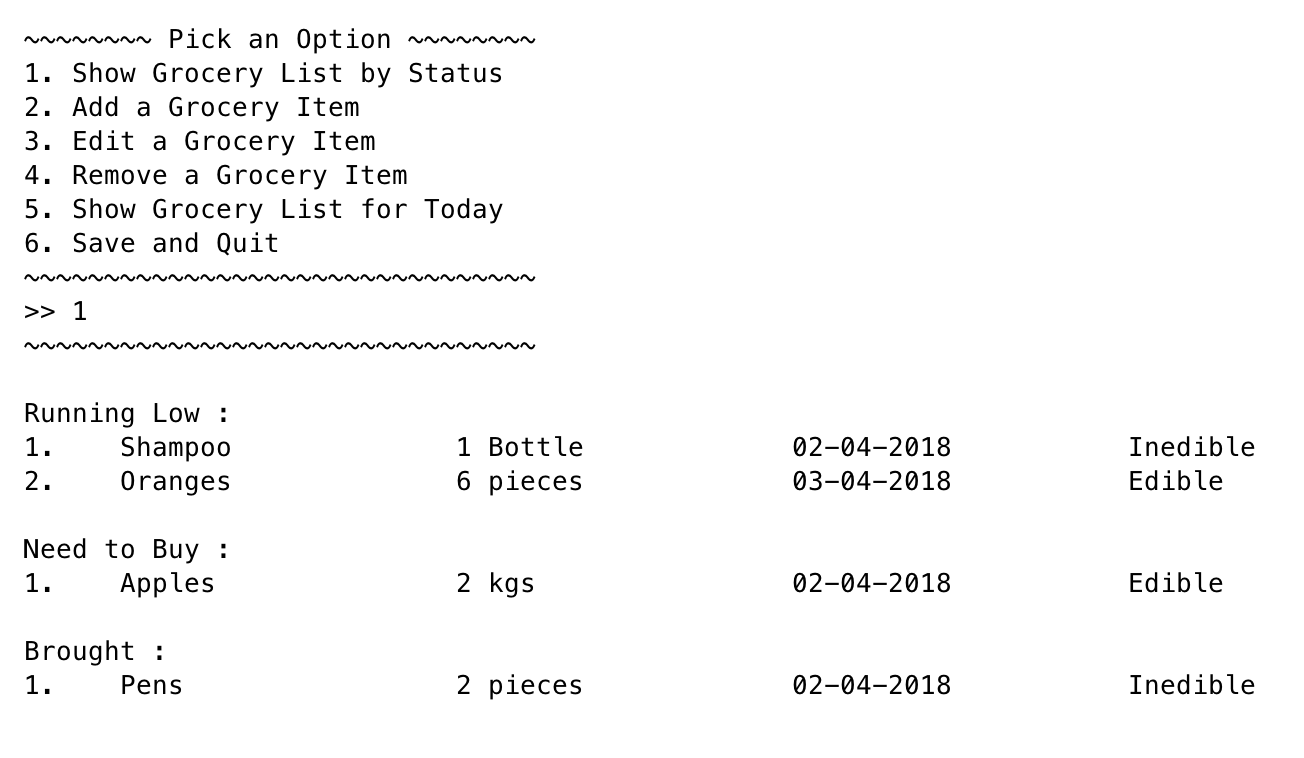 ~~~~~~~~ Pick an Option ~~~~~~~~
1. Show Grocery List by Status
2. Add a Grocery Item
3. Edit a Grocery Item
4. Remove a Grocery Item
5. Show Grocery List for Today
6. Save and Quit
~~~~~~~~~~~~~~~~~~~~~~~~~~~~~~~~
>> 1
~~~~~~~~~~~~~~~~~~~~~~~~~~~~~~~~
Running Low :
1. Shampoo 1 Bottle 02-04-2018 Inedible
2. Oranges 6 pieces 03-04-2018 Edible
Need to Buy :
1. Apples 2 kgs 02-04-2018 Edible
Brought :
1. Pens 2 pieces 02-04-2018 Inedible